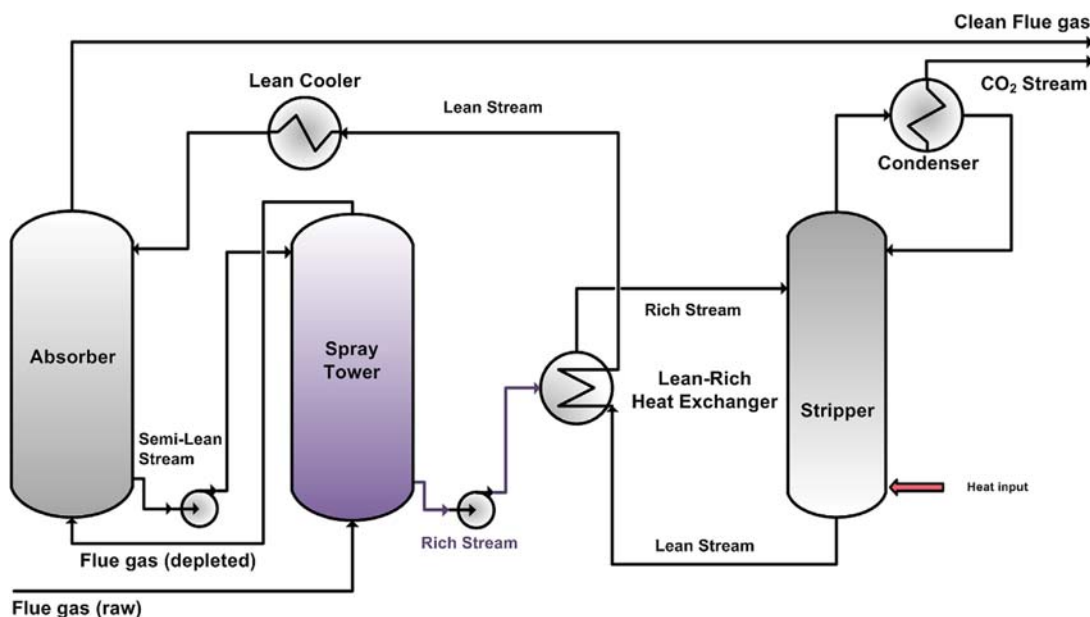 Clean Flue gas
Lean Cooler
Lean Stream
CO₂ Stream
Condenser
Rich Stream
Absorber
Spray
Tower
Lean-Rich
Heat Exchanger
Stripper
Semi-Lean
Stream
Heat input
Rich Stream
Lean Stream
Flue gas (depleted)
Flue gas (raw)